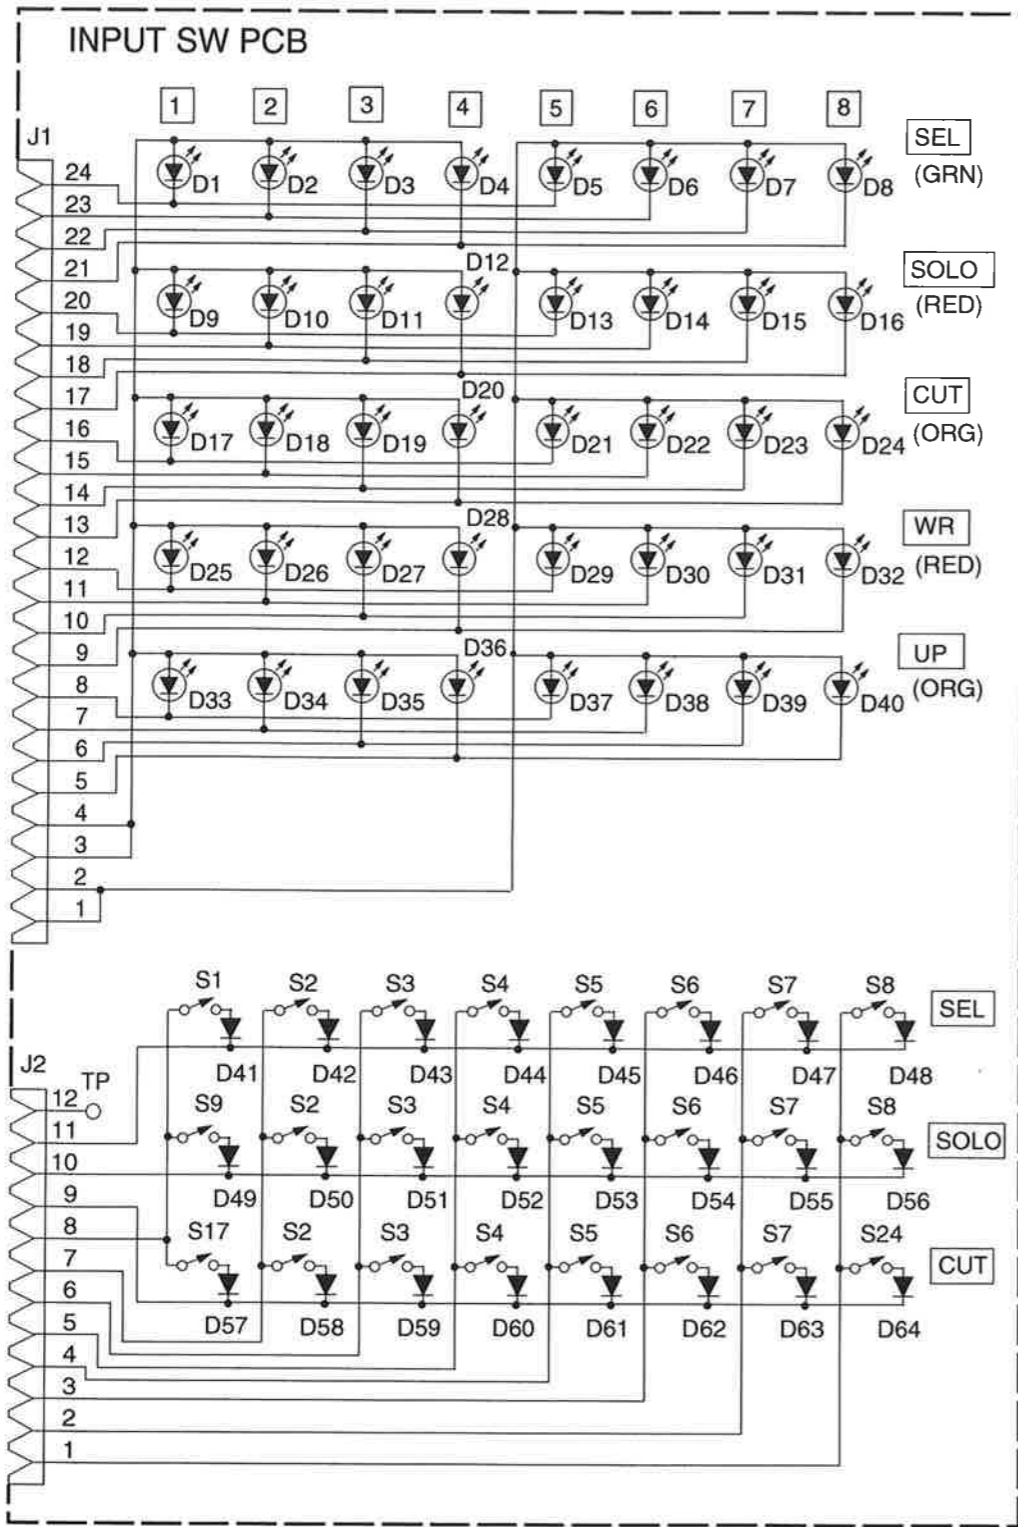 INPUT SW PCB
1 2 3 4 5 6 7 8
J1
SEL
(GRN)
24
D1 D2 D3 D4 D5 D6 D7 D8
23
22
21
D12
SOLO
(RED)
20
D9 D10 D11 D13 D14 D15 D16
19
18
17
D20
CUT
(ORG)
16
D17 D18 D19 D21 D22 D23 D24
15
14
13
D28
WR
(RED)
12
D25 D26 D27 D29 D30 D31 D32
11
10
9
D36
UP
(ORG)
8
D33 D34 D35 D37 D38 D39 D40
7
6
5
4
3
2
1
S1 S2 S3 S4 S5 S6 S7 S8
SEL
J2
D41 D42 D43 D44 D45 D46 D47 D48
12 TP
S9 S2 S3 S4 S5 S6 S7 S8
11
SOLO
10
D49 D50 D51 D52 D53 D54 D55 D56
9
8
S17 S2 S3 S4 S5 S6 S7 S24
7
CUT
6
D57 D58 D59 D60 D61 D62 D63 D64
5
4
3
2
1